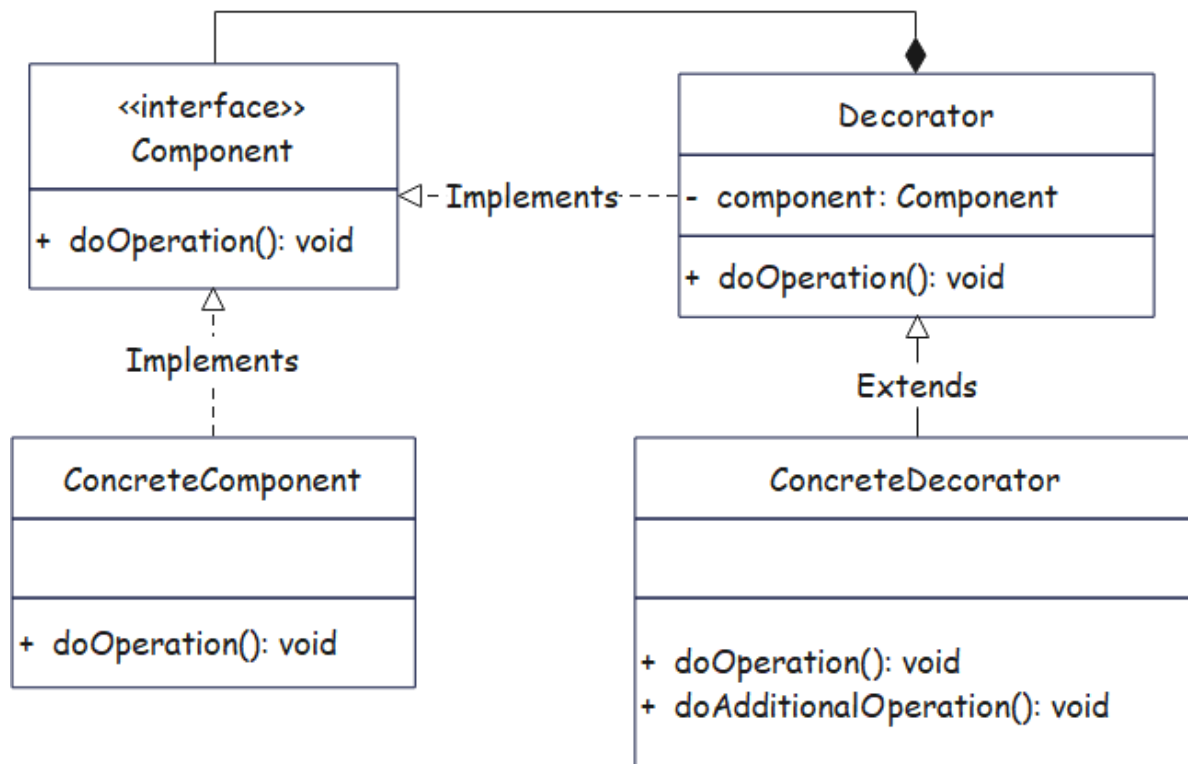 <<interface>>
Component
+ doOperation(): void
Implements
Decorator
- component: Component
+ doOperation(): void
Implements
Extends
ConcreteComponent
+ doOperation(): void
ConcreteDecorator
+ doOperation(): void
+ doAdditionalOperation(): void